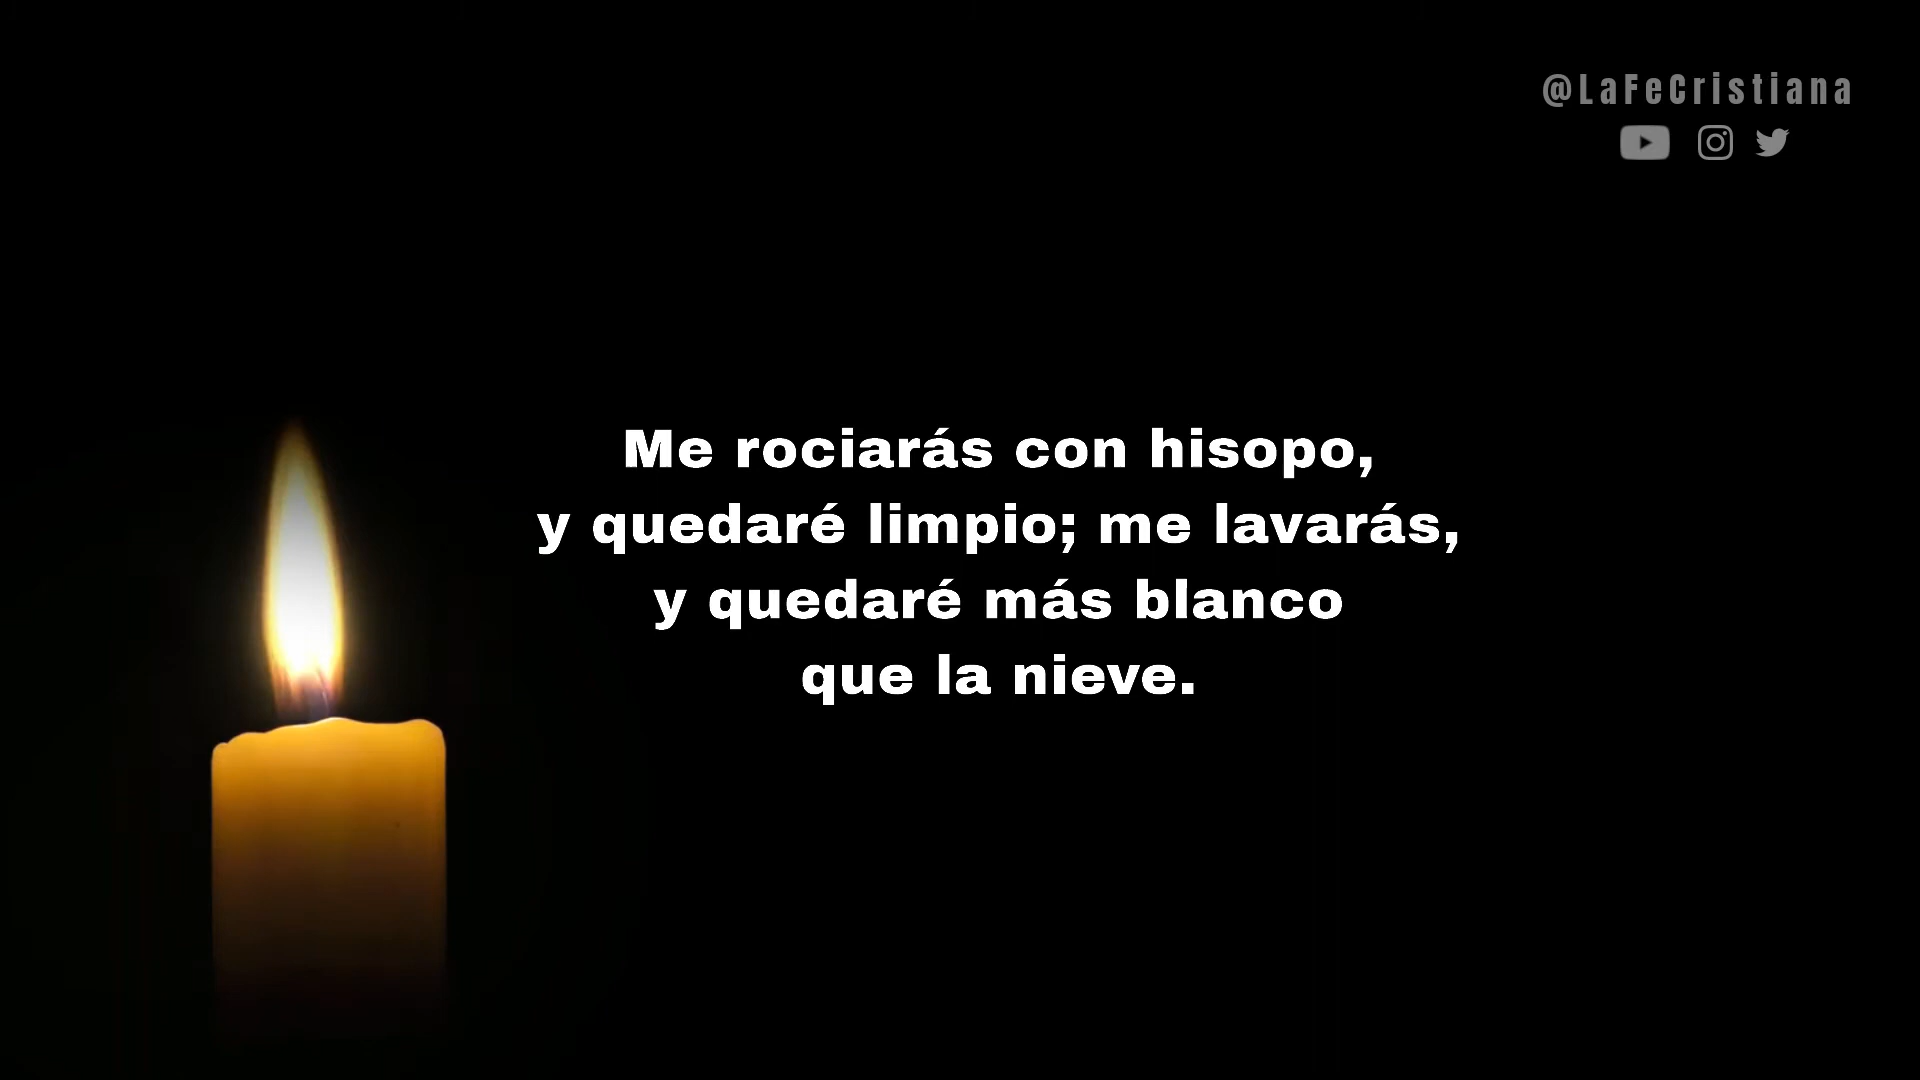 @LaFeCristiana
Me rociarás con hisopo,
y quedaré limpio; me lavarás,
y quedaré más blanco
que la nieve.